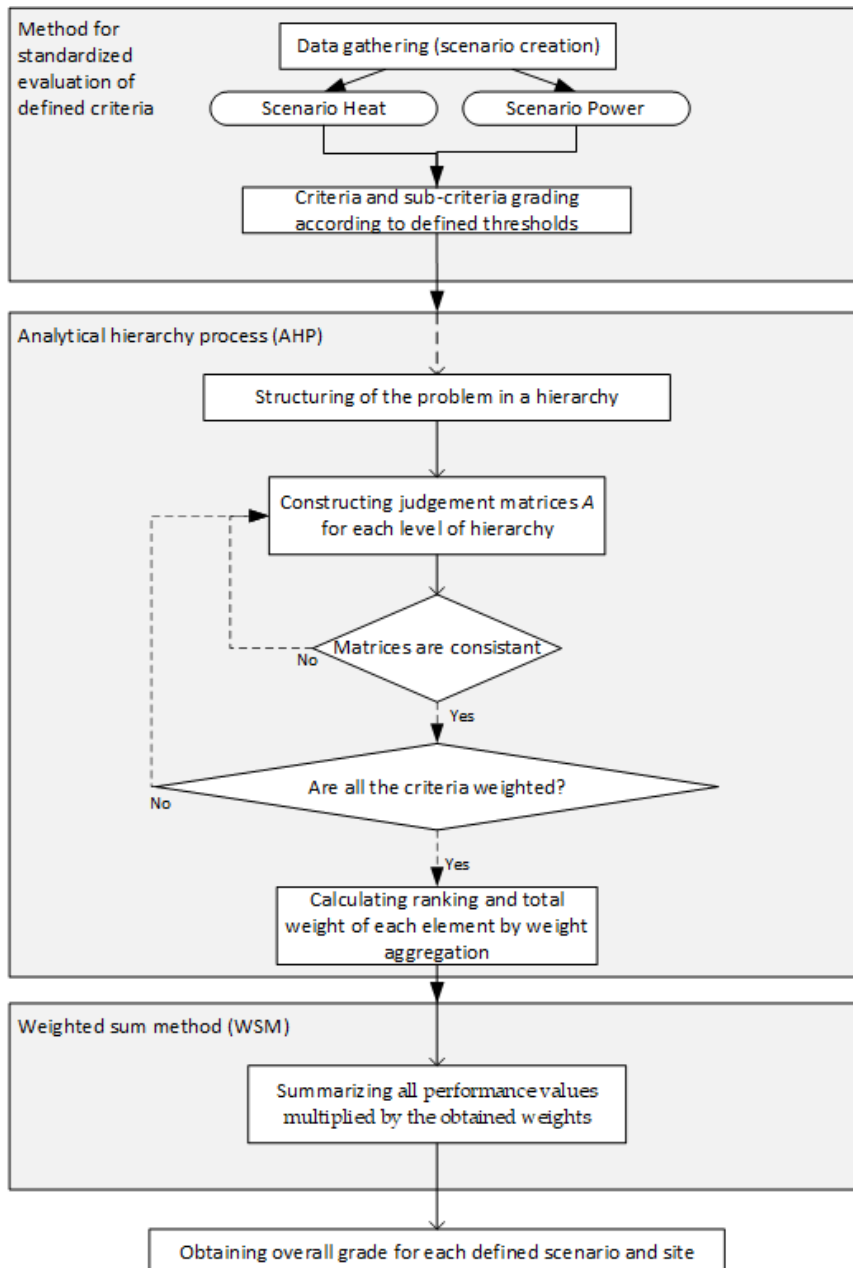 Method for
standardized
evaluation of
defined criteria
Data gathering (scenario creation)
Scenario Heat
Scenario Power
Criteria and sub-criteria grading
according to defined thresholds
Analytical hierarchy process (AHP)
Structuring of the problem in a hierarchy
Constructing judgement matrices A
for each level of hierarchy
Matrices are consistant
No
Yes
Are all the criteria weighted?
No
Yes
Calculating ranking and total
weight of each element by weight
aggregation
Weighted sum method (WSM)
Summarizing all performance values
multiplied by the obtained weights
Obtaining overall grade for each defined scenario and site